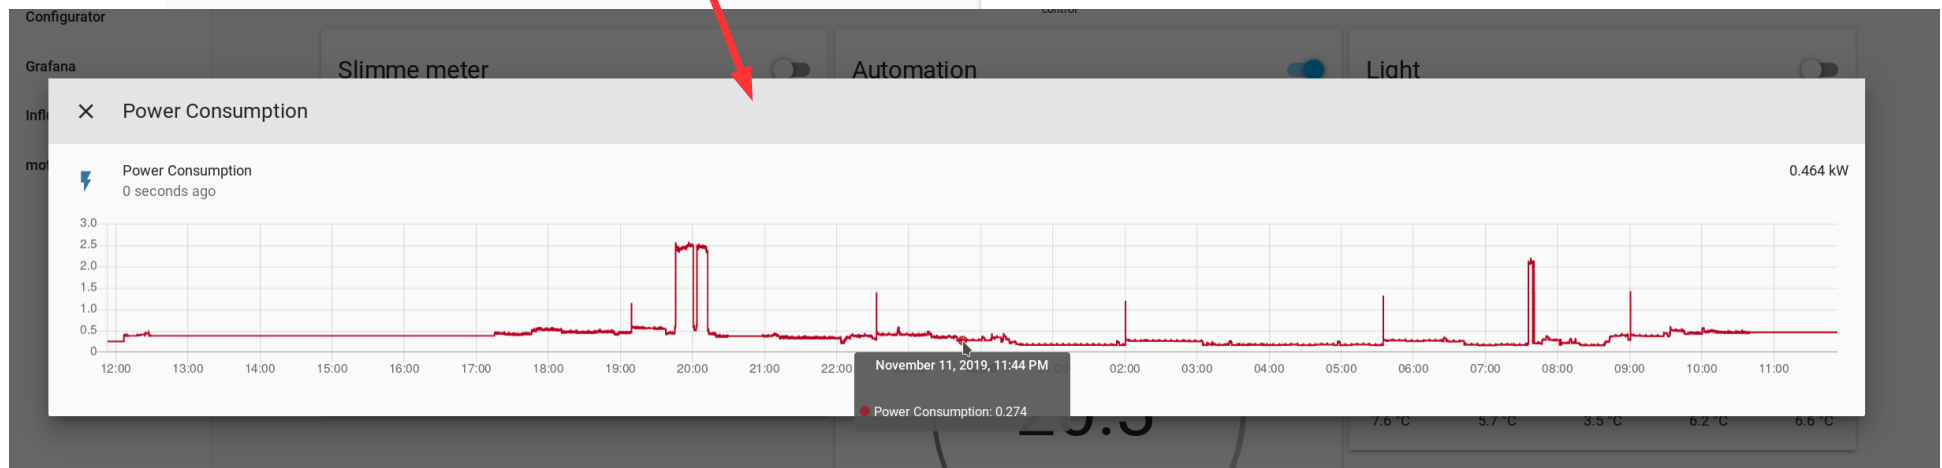 Configurator
control
Grafana
Slimme meter
Automation
Light
Infl
mot
Power Consumption
Power Consumption
0.464 kW
0 seconds ago
3.0
2.5
2.0
1.5
1.0
0.5
0
12:00 13:00 14:00 15:00 16:00 17:00 18:00 19:00 20:00 21:00 22:00 02:00 03:00 04:00 05:00 06:00 07:00 08:00 09:00 10:00 11:00
November 11, 2019, 11:44 PM
Power Consumption: 0.274
7.6 °C 5.7 °C 3.5 °C 6.2 °C 6.6 °C